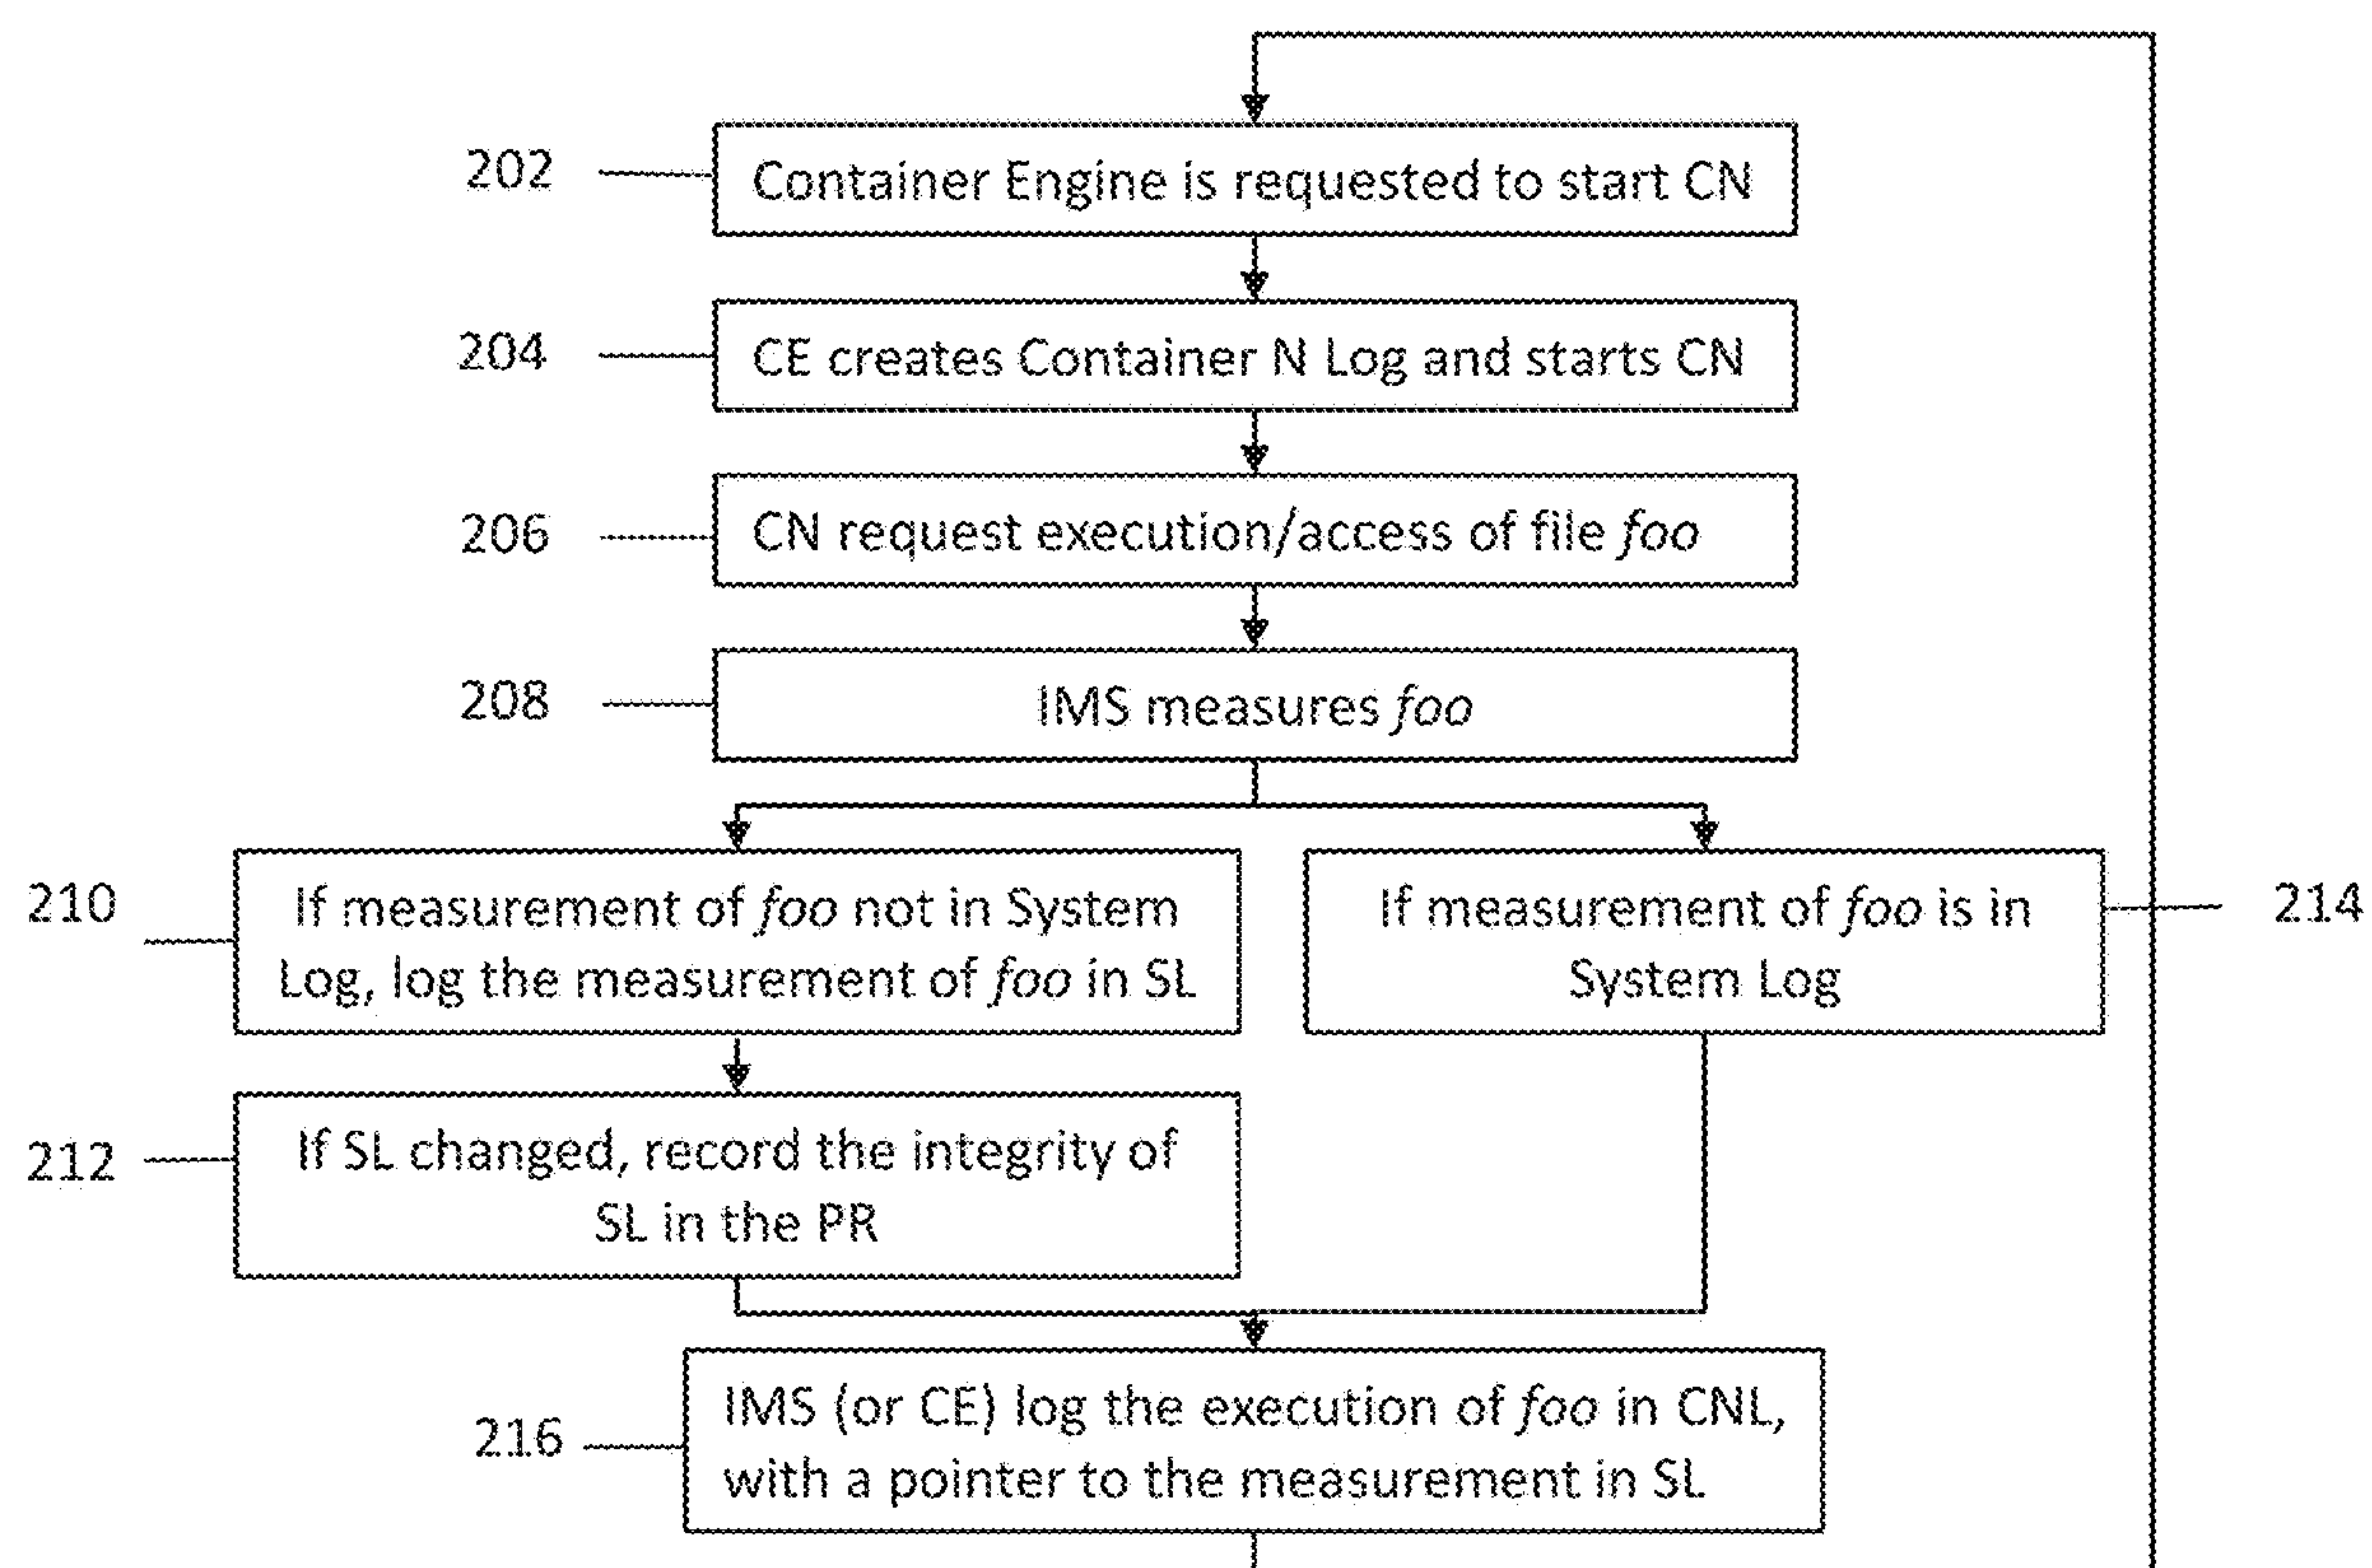 202
Container Engine is requested to start CN
204
CE creates Container N Log and starts CN
206
CN request execution/access of file foo
208
IMS measures foo
210
If measurement of foo not in System
Log, log the measurement of foo in SL
If measurement of foo is in
System Log
214
212
If SL changed, record the integrity of
SL in the PR
216
IMS (or CE) log the execution of foo in CNL,
with a pointer to the measurement in SL